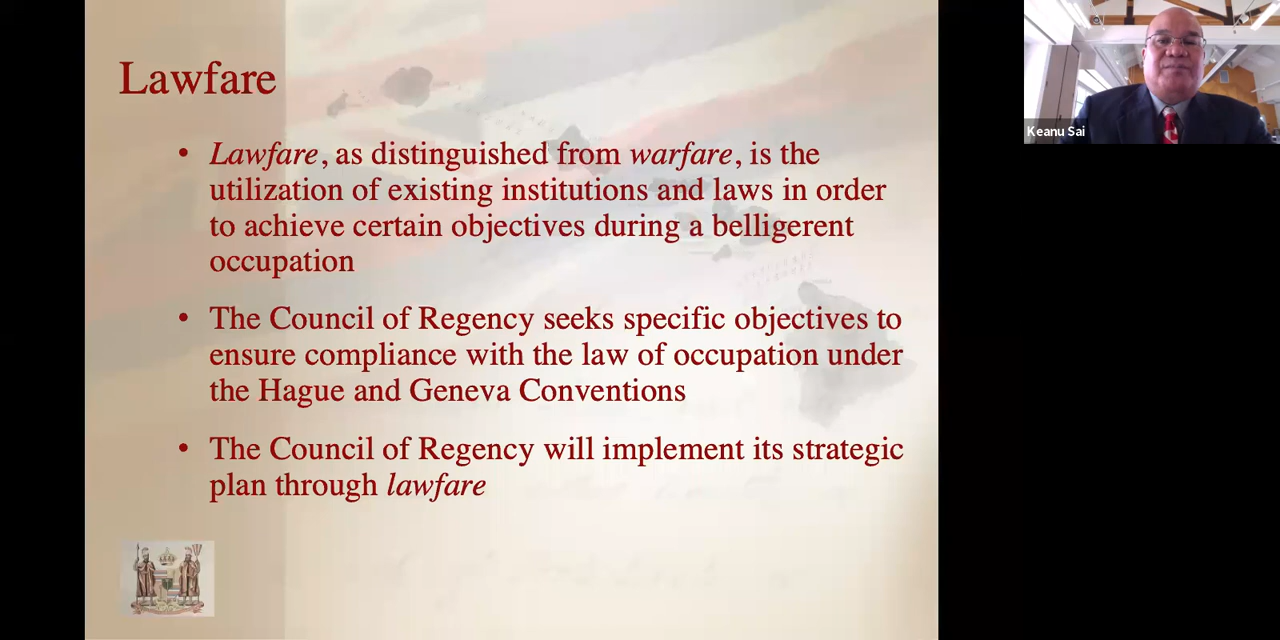 Lawfare
• Lawfare, as distinguished from warfare, is the
utilization of existing institutions and laws in order
to achieve certain objectives during a belligerent
occupation
• The Council of Regency seeks specific objectives to
ensure compliance with the law of occupation under
the Hague and Geneva Conventions
• The Council of Regency will implement its strategic
plan through lawfare
Keanu Sai